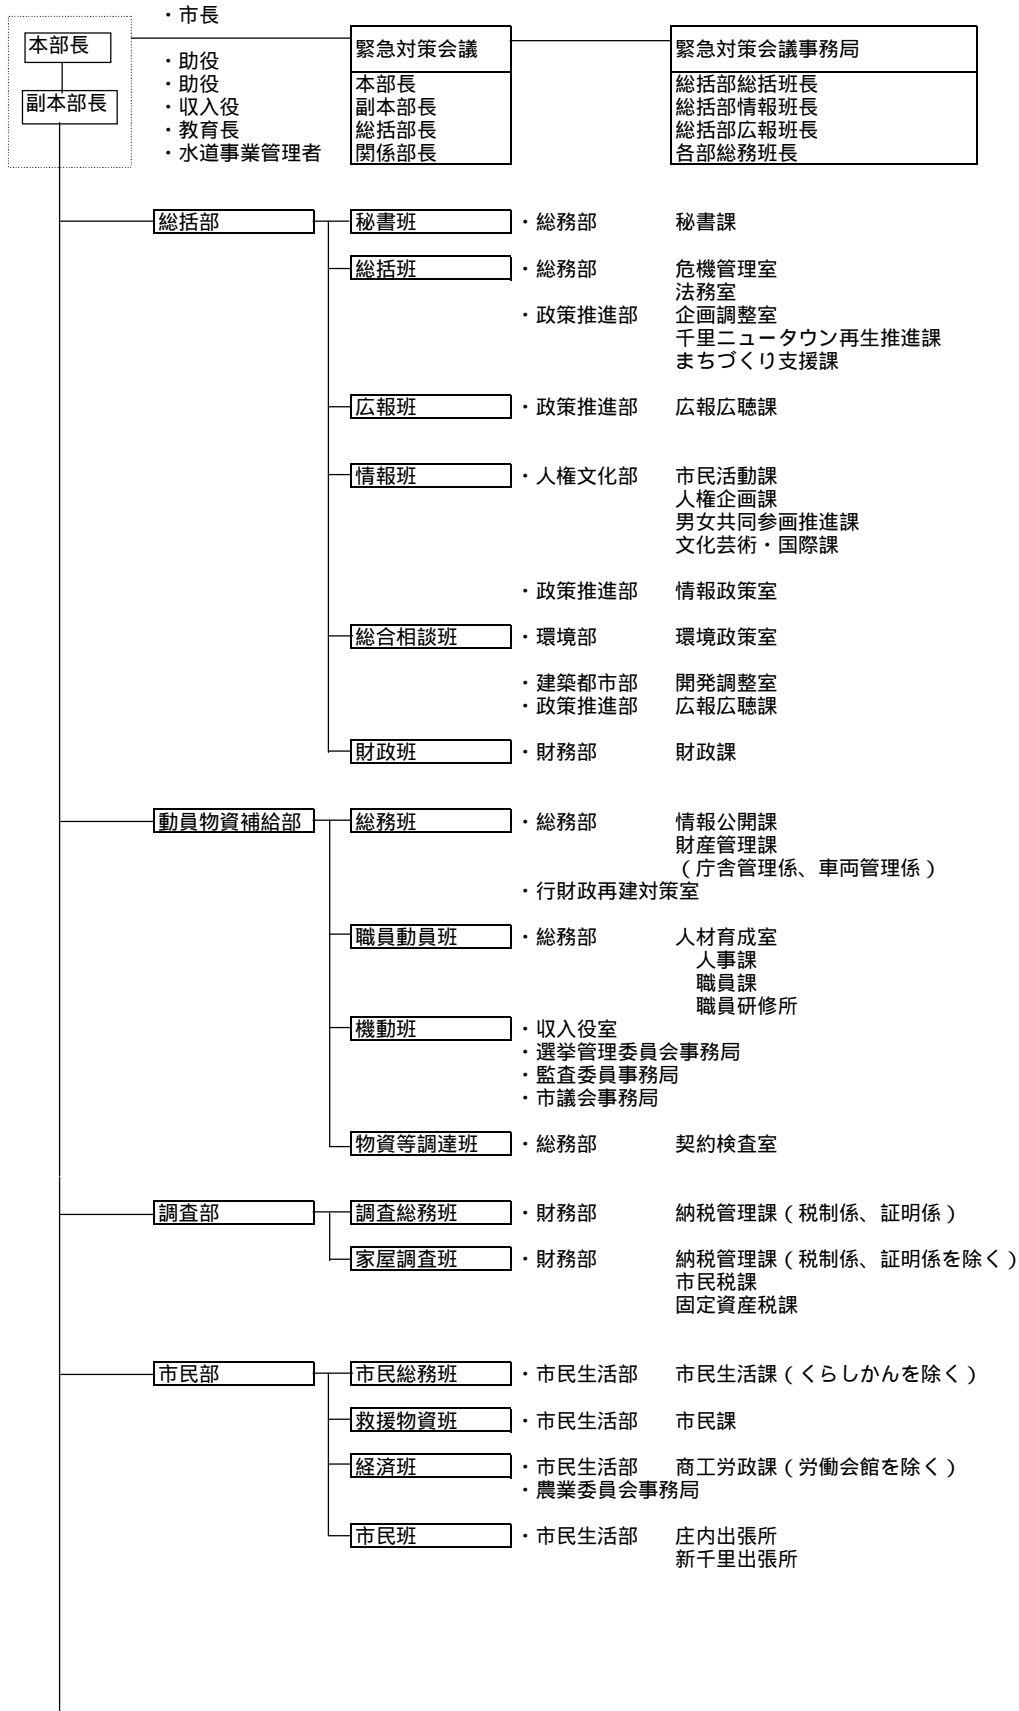 ・市長
本部長
緊急対策会議
緊急対策会議事務局
・助役
本部長
総括部総括班長
・助役
副本部長
副本部長
総括部情報班長
・収入役
総括部長
総括部広報班長
・教育長
関係部長
各部総務班長
・水道事業管理者
総括部 秘書班 ・総務部 秘書課
総括班 ・総務部 危機管理室
法務室
・政策推進部 企画調整室
千里ニュータウン再生推進課
まちづくり支援課
広報班 ・政策推進部 広報広聴課
情報班 ・人権文化部 市民活動課
人権企画課
男女共同参画推進課
文化芸術・国際課
・政策推進部 情報政策室
総合相談班 ・環境部 環境政策室
・建築都市部 開発調整室
・政策推進部 広報広聴課
財政班 ・財務部 財政課
動員物資補給部 総務班 ・総務部 情報公開課
財産管理課
（庁舎管理係、車両管理係）
・行財政再建対策室
職員動員班 ・総務部 人材育成室
人事課
職員課
職員研修所
機動班 ・収入役室
・選挙管理委員会事務局
・監査委員事務局
・市議会事務局
物資等調達班 ・総務部 契約検査室
調査部 調査総務班 ・財務部 納税管理課（税制係、証明係）
家屋調査班 ・財務部 納税管理課（税制係、証明係を除く）
市民税課
固定資産税課
市民部 市民総務班 ・市民生活部 市民生活課（くらしかんを除く）
救援物資班 ・市民生活部 市民課
経済班 ・市民生活部 商工労政課（労働会館を除く）
・農業委員会事務局
市民班 ・市民生活部 庄内出張所
新千里出張所